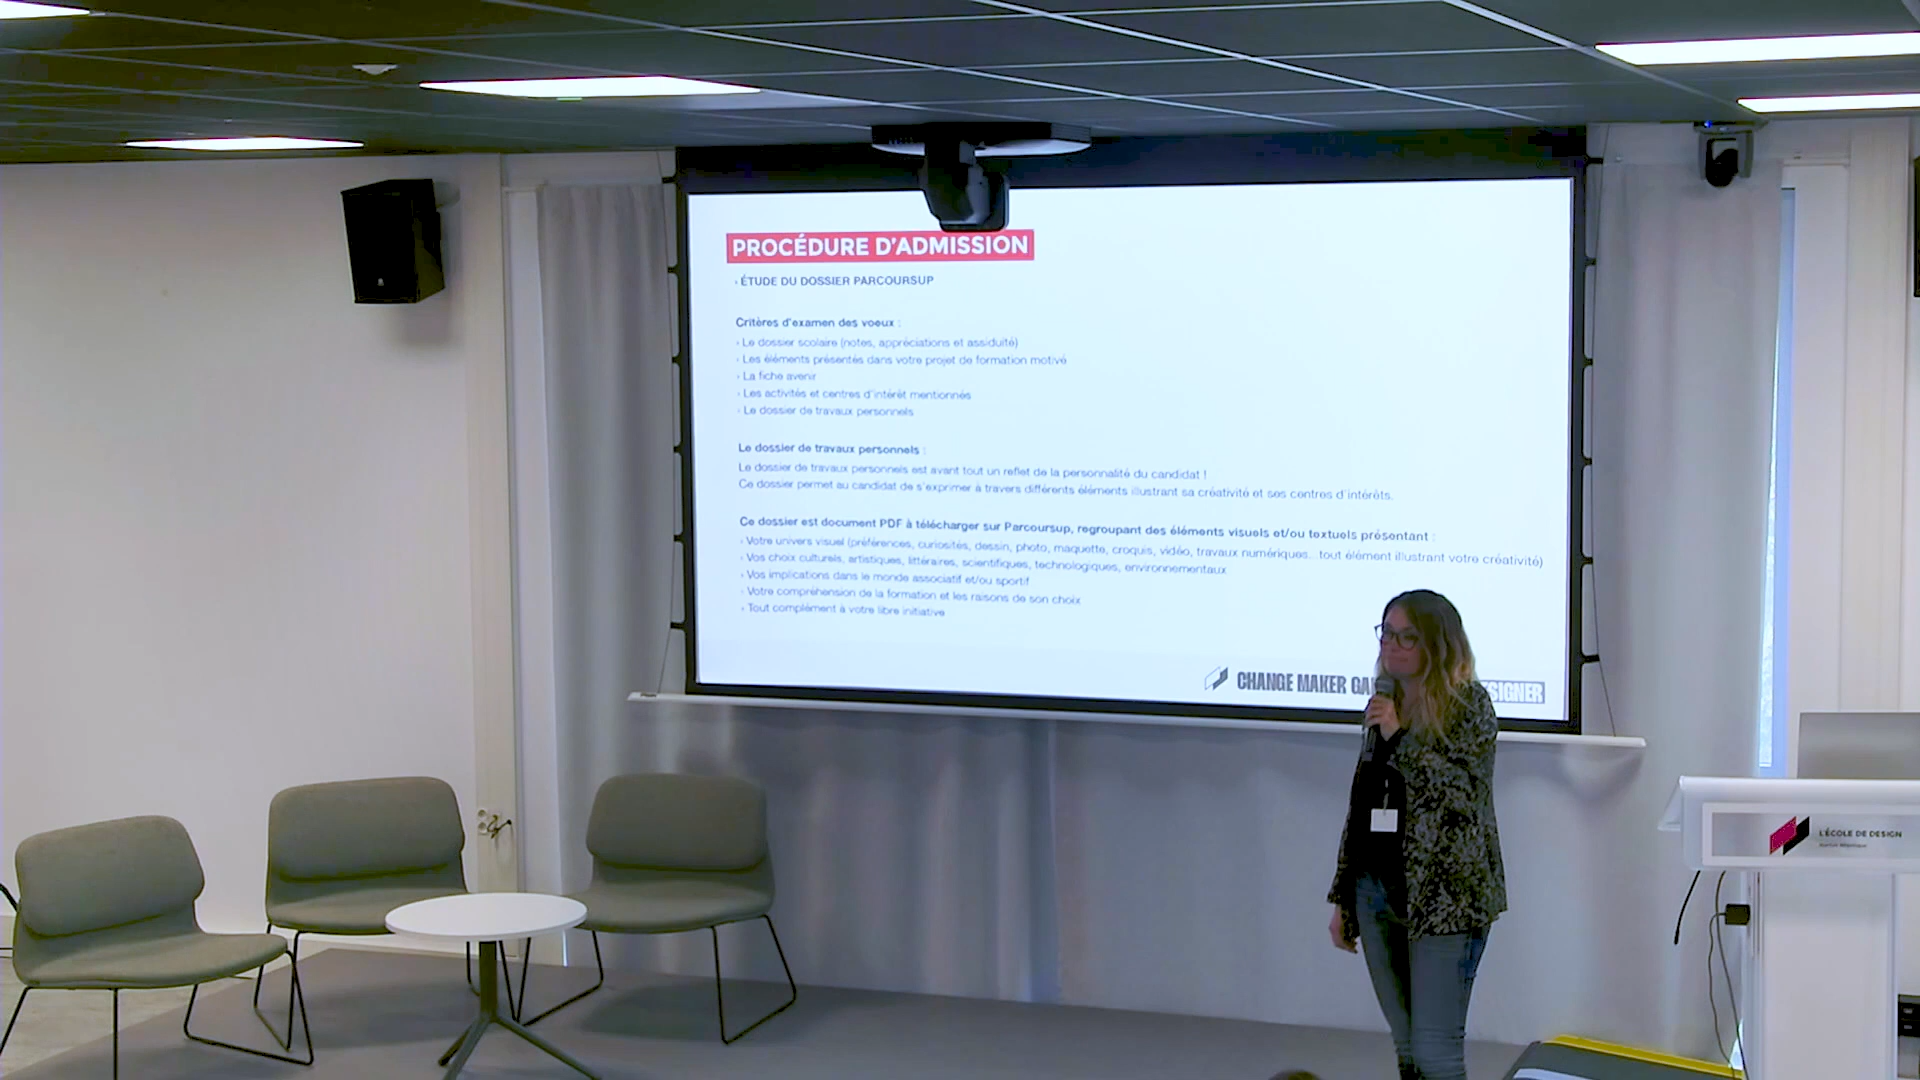 PROCÉDURE D'ADMISSION
› ÉTUDE DU DOSSIER PARCOURSUP
Critères d'examen des voeux :
› Le dossier scolaire (notes, appréciations et assiduité)
› Les éléments présentés dans votre projet de formation motivé
› La fiche avenir
› Les activités et centres d'intérêt mentionnés
› Le dossier de travaux personnels
Le dossier de travaux personnels :
Le dossier de travaux personnels est avant tout un reflet de la personnalité du candidat !
Ce dossier permet au candidat de s'exprimer à travers différents éléments illustrant sa créativité et ses centres d'intérêts.
Ce dossier est document PDF à télécharger sur Parcoursup, regroupant des éléments visuels et/ou textuels présentant :
› Votre univers visuel (préférences, curiosités, dessin, photo, maquette, croquis, vidéo, travaux numériques... tout élément illustrant votre créativité)
› Vos choix culturels, artistiques, littéraires, scientifiques, technologiques, environnementaux
› Vos implications dans le monde associatif et/ou sportif
› Votre compréhension de la formation et les raisons de son choix
› Tout complément à votre libre initiative
CHANGE MAKER GA SIGNER
L'ÉCOLE DE DESIGN